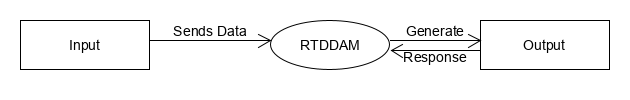 Input
Sends Data
RTDDAM
Generate
Response
Output